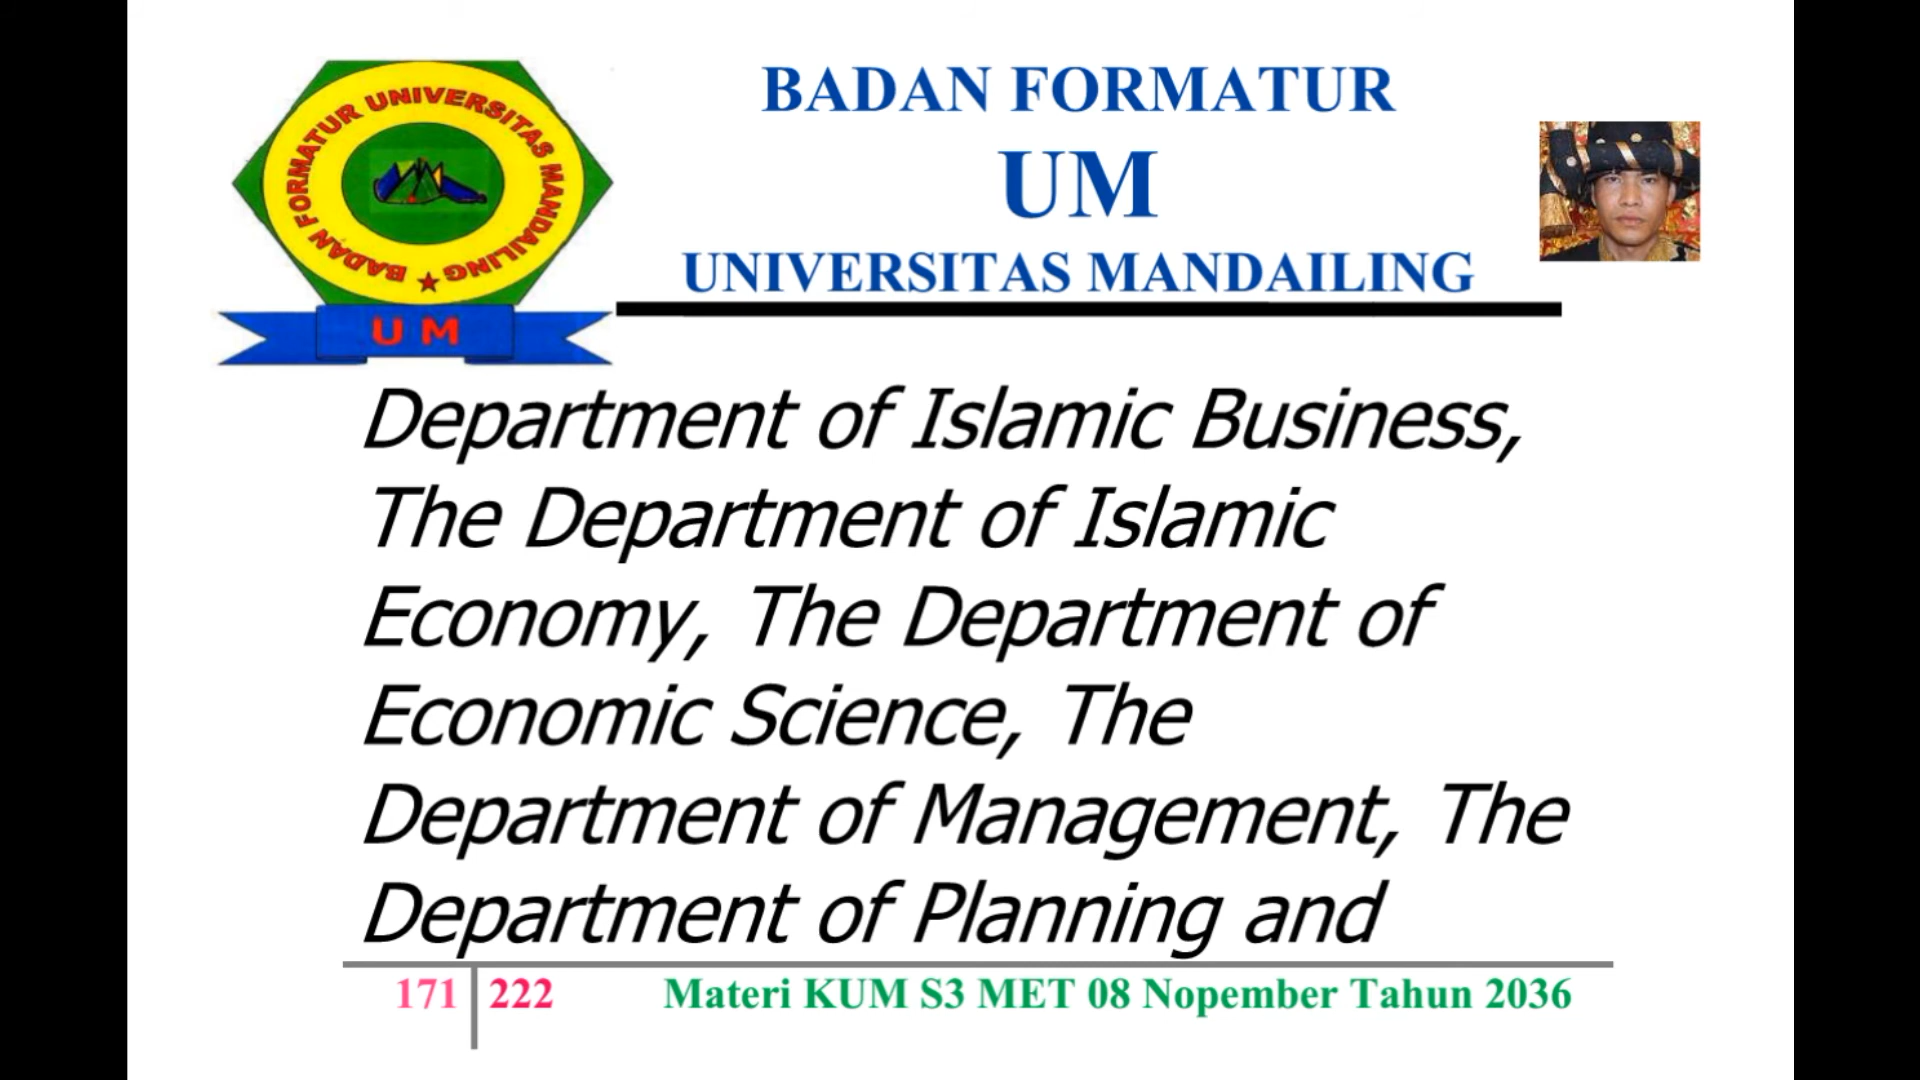 BADAN FORMATUR UNIVERSITAS MANDAILING
U M
BADAN FORMATUR
UM
UNIVERSITAS MANDAILING
Department of Islamic Business,
The Department of Islamic
Economy, The Department of
Economic Science, The
Department of Management, The
Department of Planning and
171 222 Materi KUM S3 MET 08 Nopember Tahun 2036